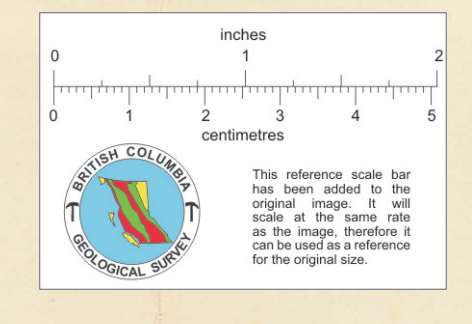 inches
0 1 2
0 1 2 3 4 5
centimetres
BRITISH COLUMBIA
GEOLOGICAL SURVEY
This reference scale bar
has been added to the
original image. It will
scale at the same rate
as the image, therefore it
can be used as a reference
for the original size.